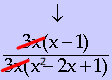 ↓
3x(x-1)
3x(x²-2x+1)